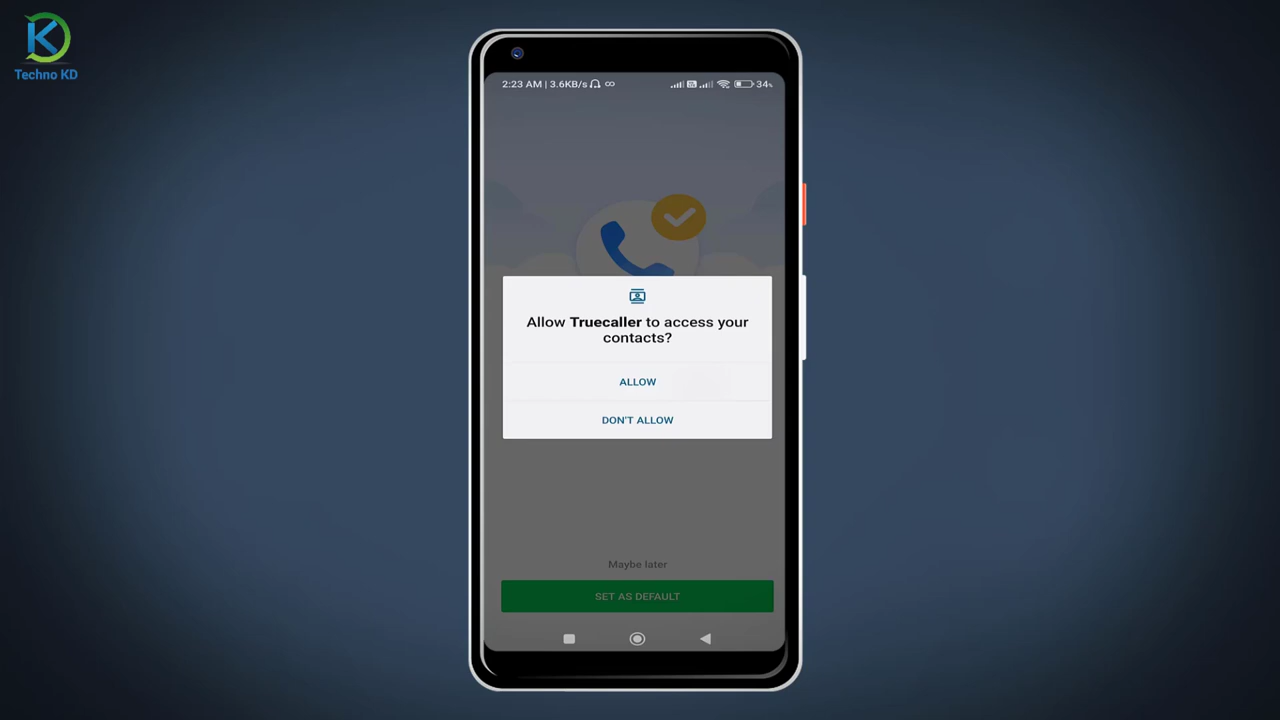 Techno KD
2:23 AM | 3.6KB/s 34%
Allow Truecaller to access your
contacts?
ALLOW
DON'T ALLOW
Maybe later
SET AS DEFAULT